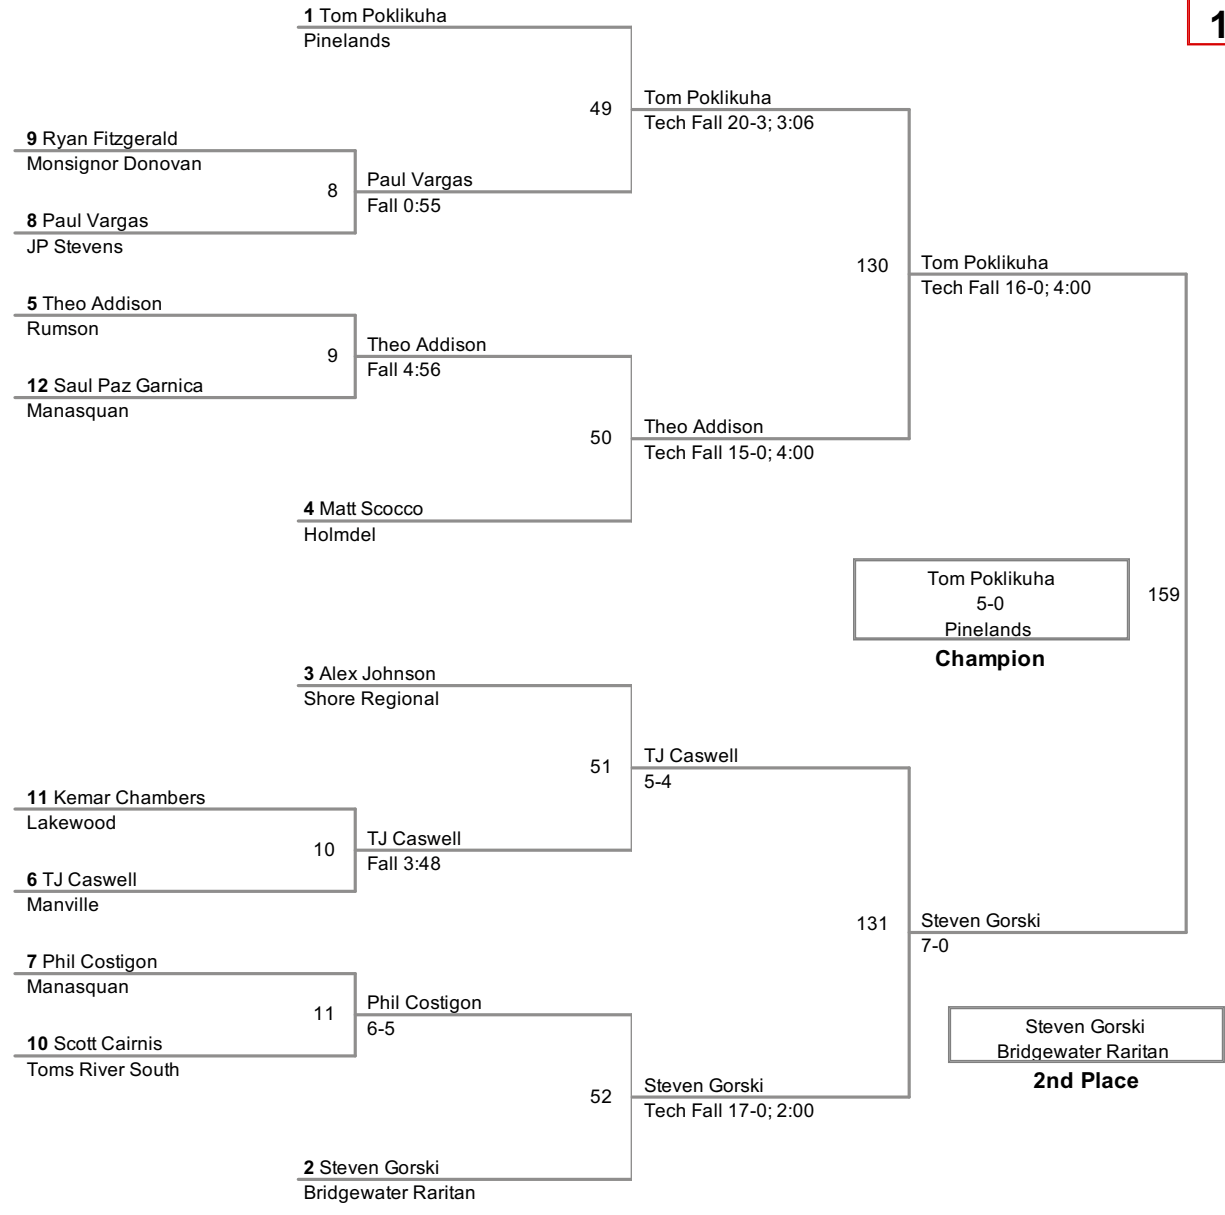 1 Tom Poklikuha
Pinelands
1
49
Tom Poklikuha
Tech Fall 20-3; 3:06
9 Ryan Fitzgerald
Monsignor Donovan
8
Paul Vargas
Fall 0:55
8 Paul Vargas
JP Stevens
130
Tom Poklikuha
Tech Fall 16-0; 4:00
5 Theo Addison
Rumson
9
Theo Addison
Fall 4:56
12 Saul Paz Garnica
Manasquan
50
Theo Addison
Tech Fall 15-0; 4:00
4 Matt Scocco
Holmdel
Tom Poklikuha
5-0
Pinelands
Champion
159
3 Alex Johnson
Shore Regional
51
TJ Caswell
5-4
11 Kemar Chambers
Lakewood
10
TJ Caswell
Fall 3:48
6 TJ Caswell
Manville
131
Steven Gorski
7-0
7 Phil Costigon
Manasquan
11
Phil Costigon
6-5
10 Scott Cairnis
Toms River South
Steven Gorski
Bridgewater Raritan
2nd Place
52
Steven Gorski
Tech Fall 17-0; 2:00
2 Steven Gorski
Bridgewater Raritan